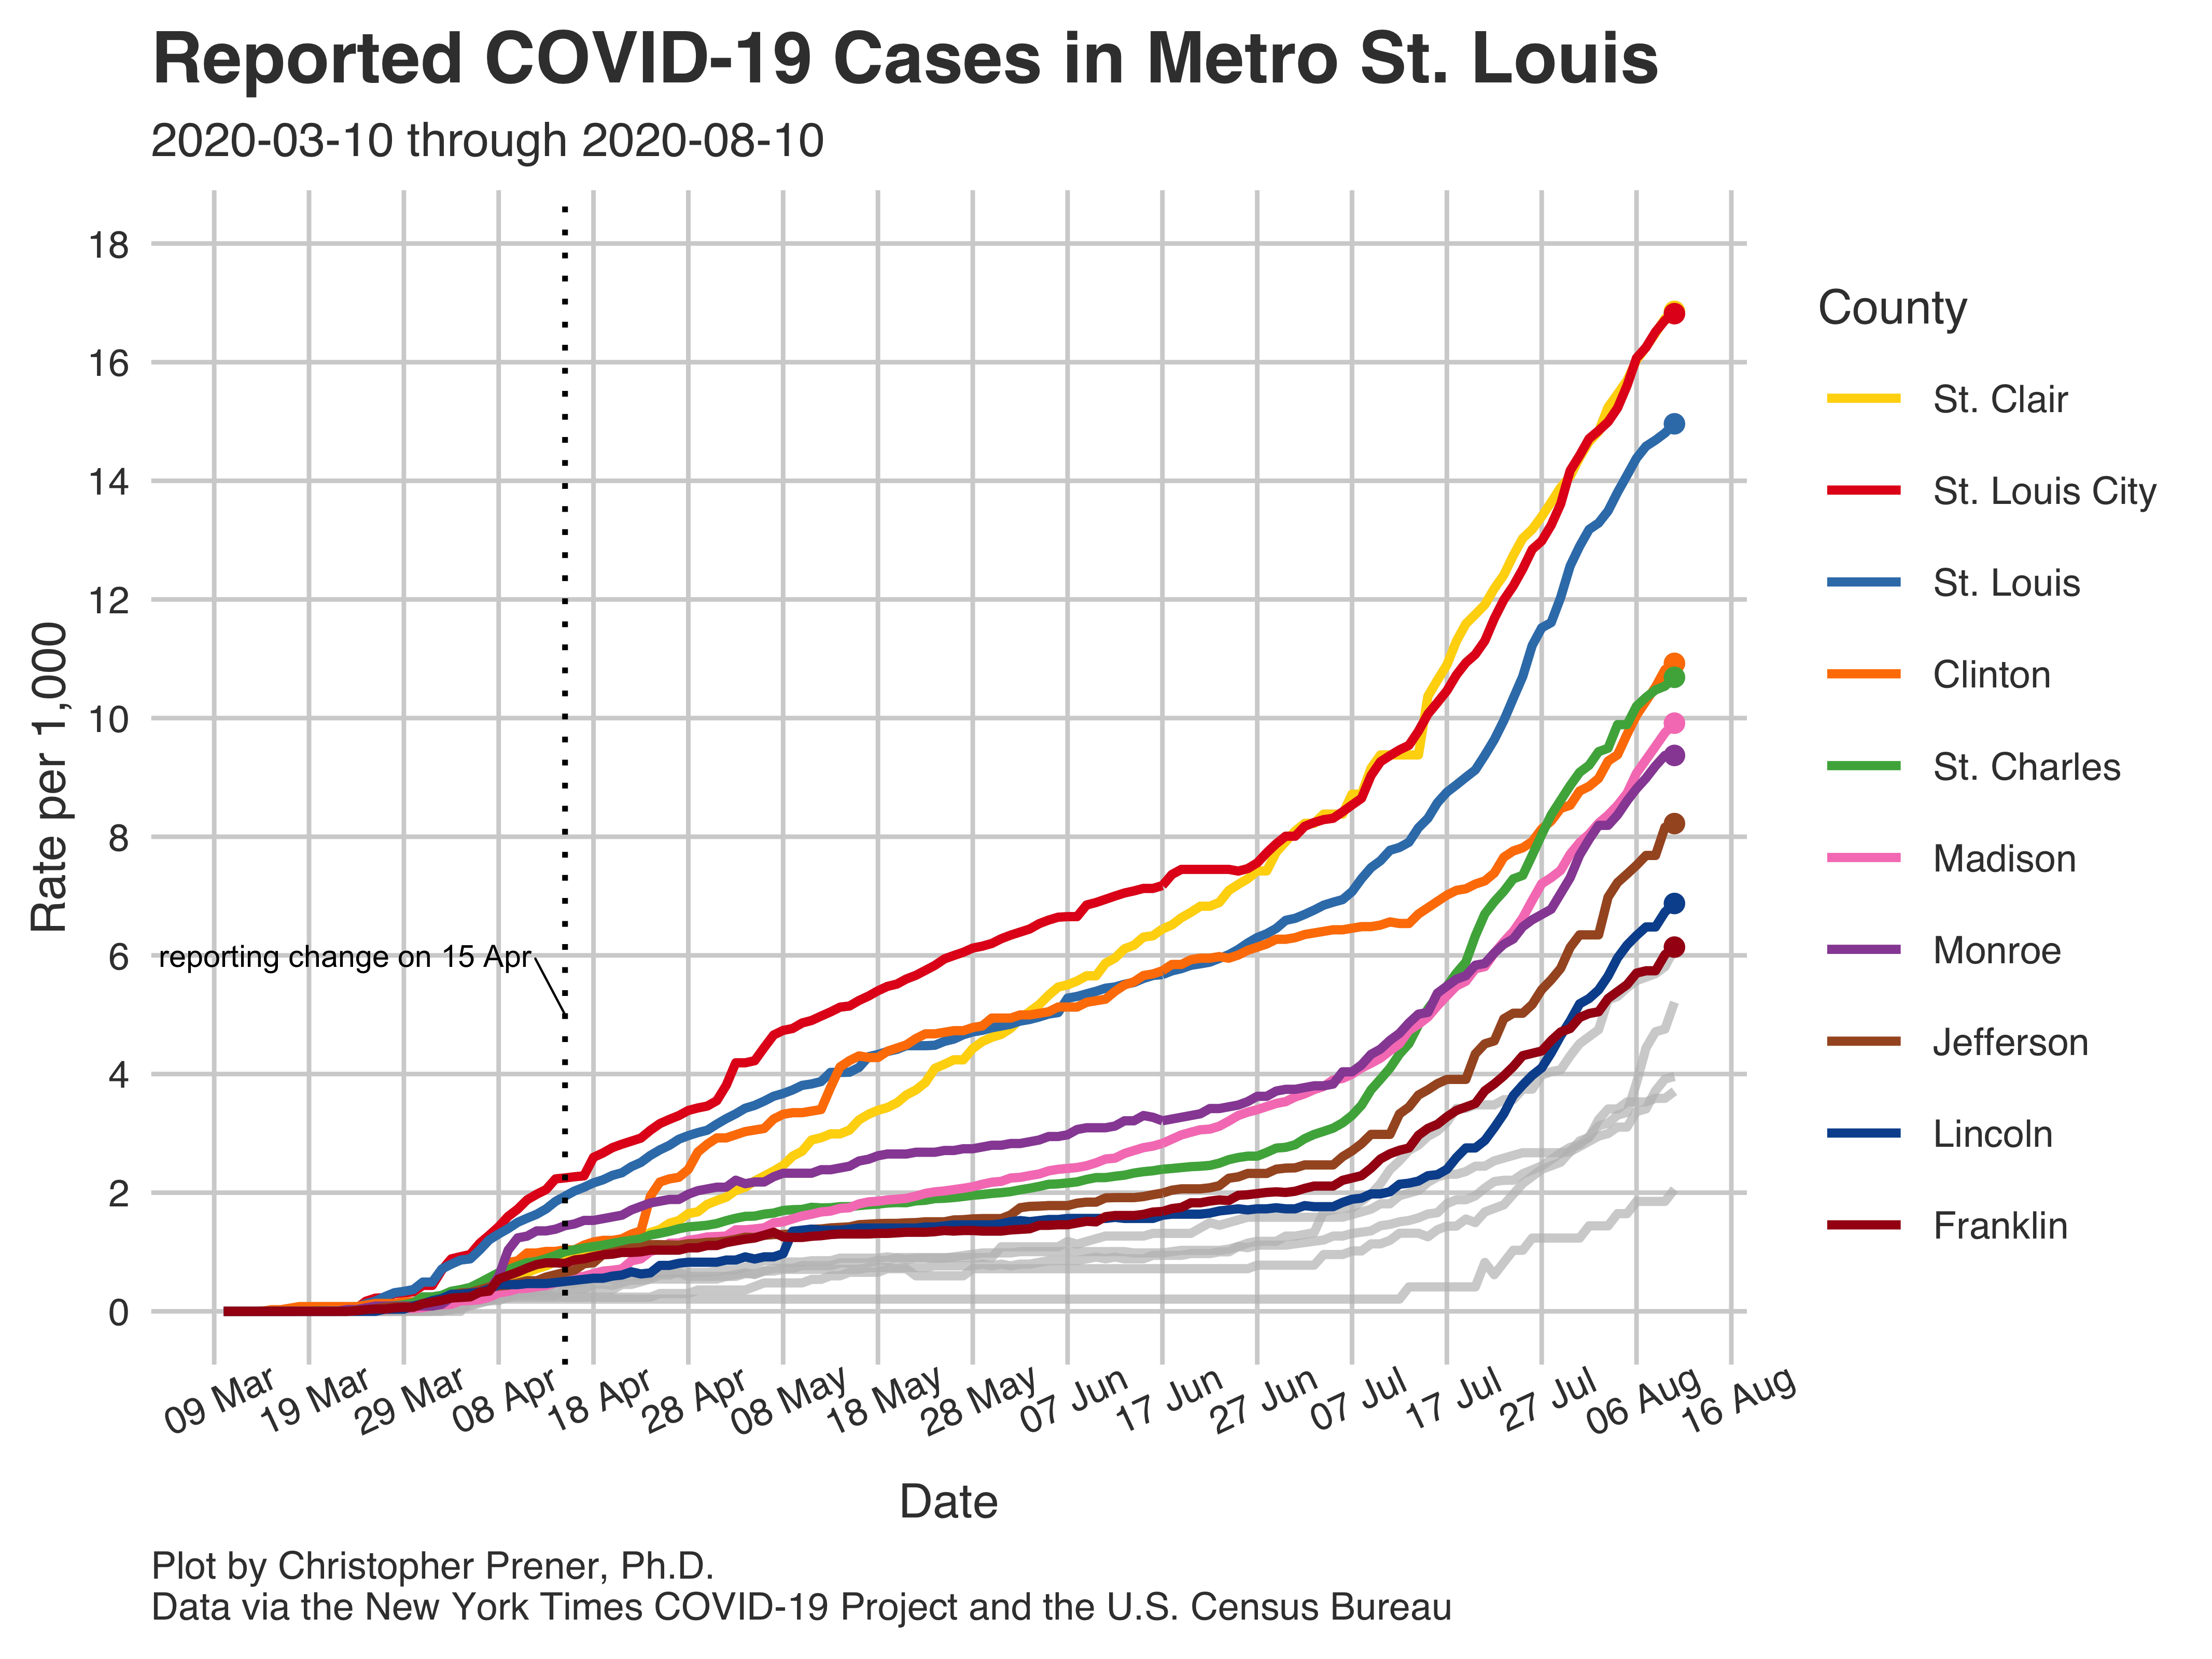 Reported COVID-19 Cases in Metro St. Louis
2020-03-10 through 2020-08-10
Rate per 1,000
18
16
14
12
10
8
6
4
2
0
reporting change on 15 Apr
09 Mar
19 Mar
29 Mar
08 Apr
18 Apr
28 Apr
08 May
18 May
28 May
07 Jun
17 Jun
27 Jun
07 Jul
17 Jul
27 Jul
06 Aug
16 Aug
Date
County
St. Clair
St. Louis City
St. Louis
Clinton
St. Charles
Madison
Monroe
Jefferson
Lincoln
Franklin
Plot by Christopher Prener, Ph.D.
Data via the New York Times COVID-19 Project and the U.S. Census Bureau